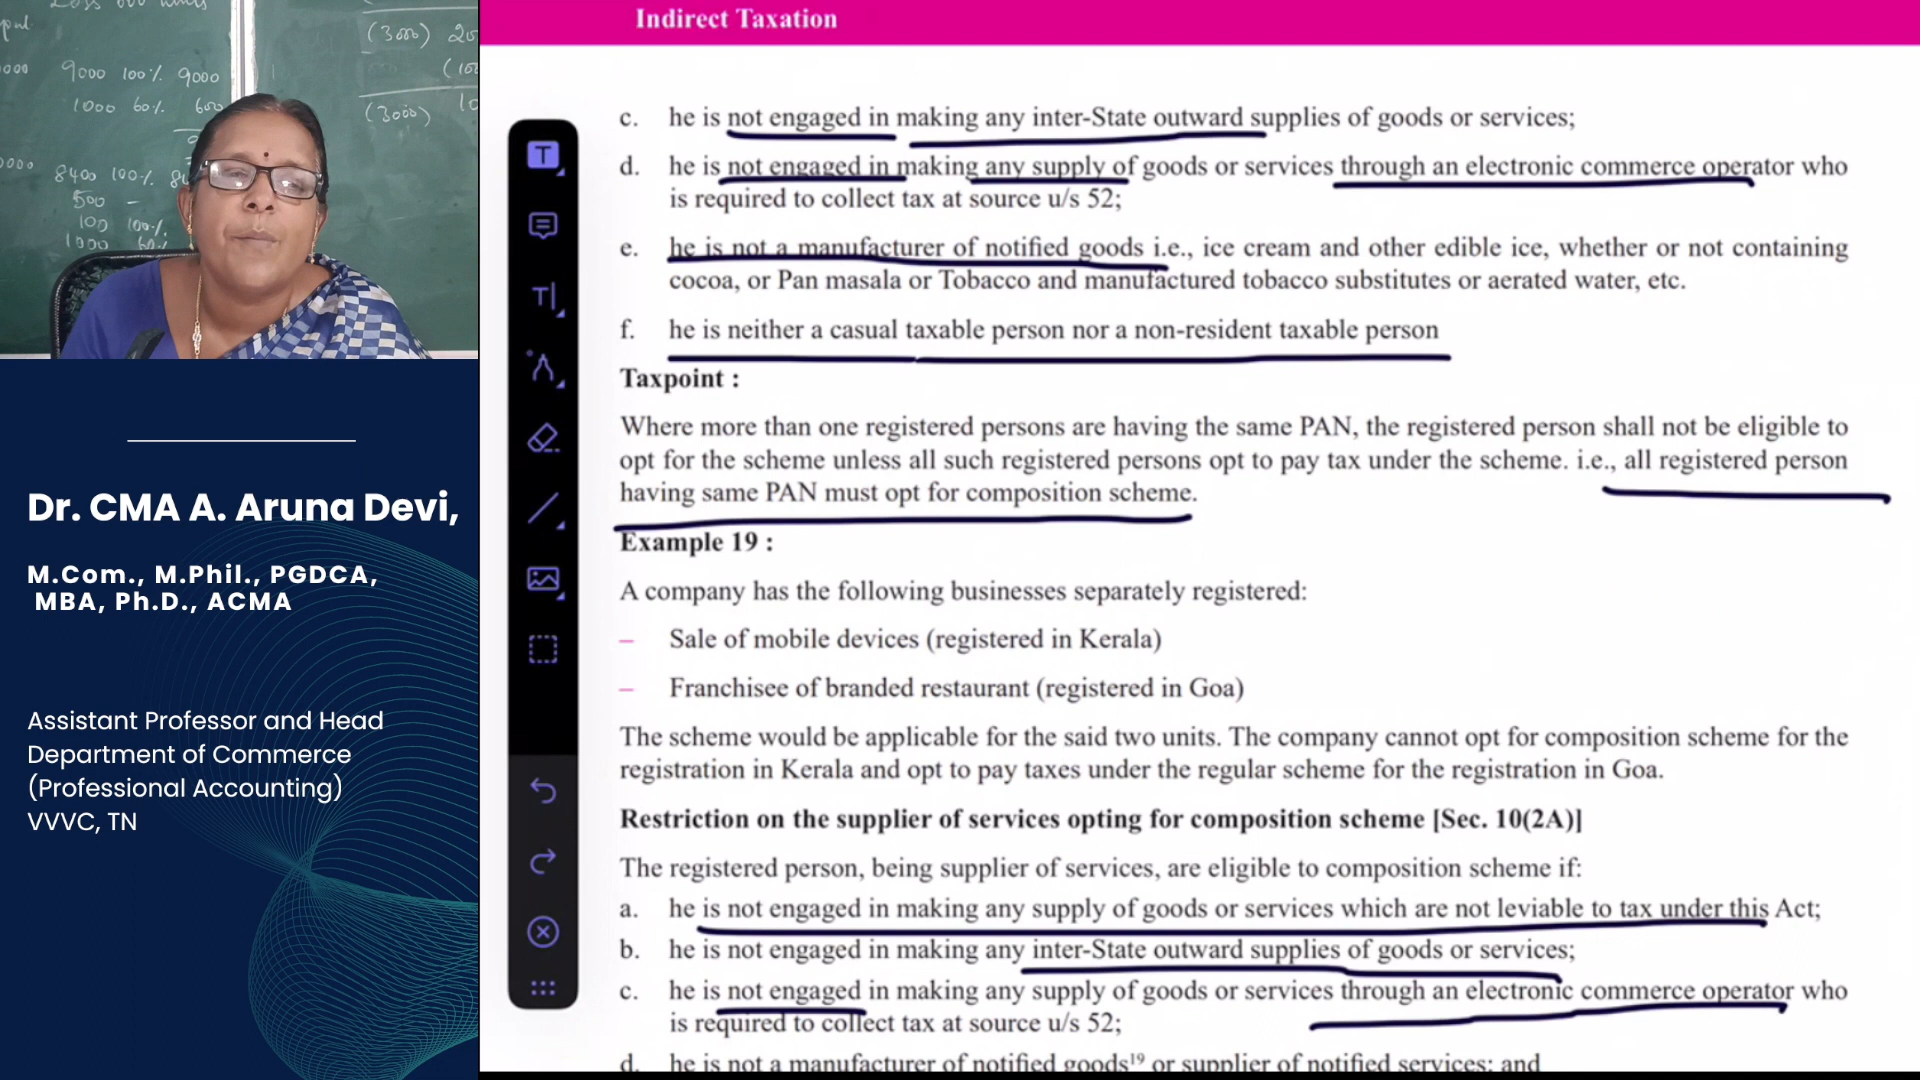 Indirect Taxation
9000 100% 9000
1000 60% 600
8400 100%
500 -
100 100%
1000 60%
(3000)
(3000)
Dr. CMA A. Aruna Devi,
M.Com., M.Phil., PGDCA,
MBA, Ph.D., ACMA
Assistant Professor and Head
Department of Commerce
(Professional Accounting)
VVVC, TN
c. he is not engaged in making any inter-State outward supplies of goods or services;
d. he is not engaged in making any supply of goods or services through an electronic commerce operator who
is required to collect tax at source u/s 52;
e. he is not a manufacturer of notified goods i.e., ice cream and other edible ice, whether or not containing
cocoa, or Pan masala or Tobacco and manufactured tobacco substitutes or aerated water, etc.
f. he is neither a casual taxable person nor a non-resident taxable person
Taxpoint :
Where more than one registered persons are having the same PAN, the registered person shall not be eligible to
opt for the scheme unless all such registered persons opt to pay tax under the scheme. i.e., all registered person
having same PAN must opt for composition scheme.
Example 19 :
A company has the following businesses separately registered:
– Sale of mobile devices (registered in Kerala)
– Franchisee of branded restaurant (registered in Goa)
The scheme would be applicable for the said two units. The company cannot opt for composition scheme for the
registration in Kerala and opt to pay taxes under the regular scheme for the registration in Goa.
Restriction on the supplier of services opting for composition scheme [Sec. 10(2A)]
The registered person, being supplier of services, are eligible to composition scheme if:
a. he is not engaged in making any supply of goods or services which are not leviable to tax under this Act;
b. he is not engaged in making any inter-State outward supplies of goods or services;
c. he is not engaged in making any supply of goods or services through an electronic commerce operator who
is required to collect tax at source u/s 52;
d. he is not a manufacturer of notified goods¹⁹ or supplier of notified services; and